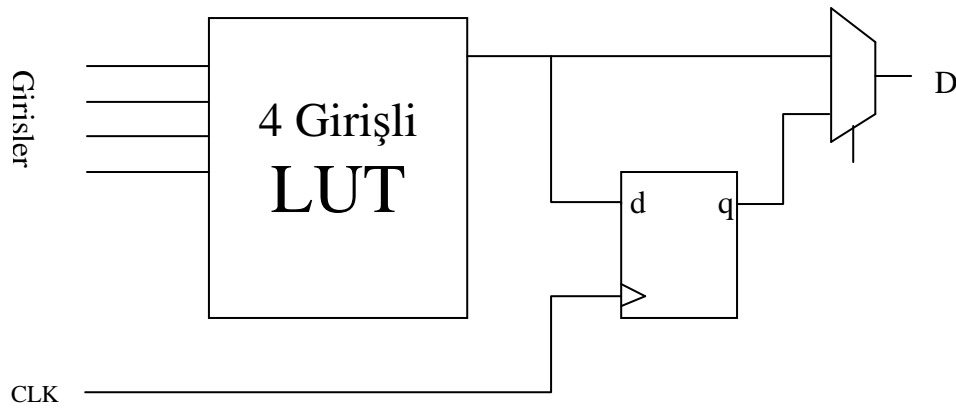 Girisler
4 Girişli
LUT
D
d
q
CLK